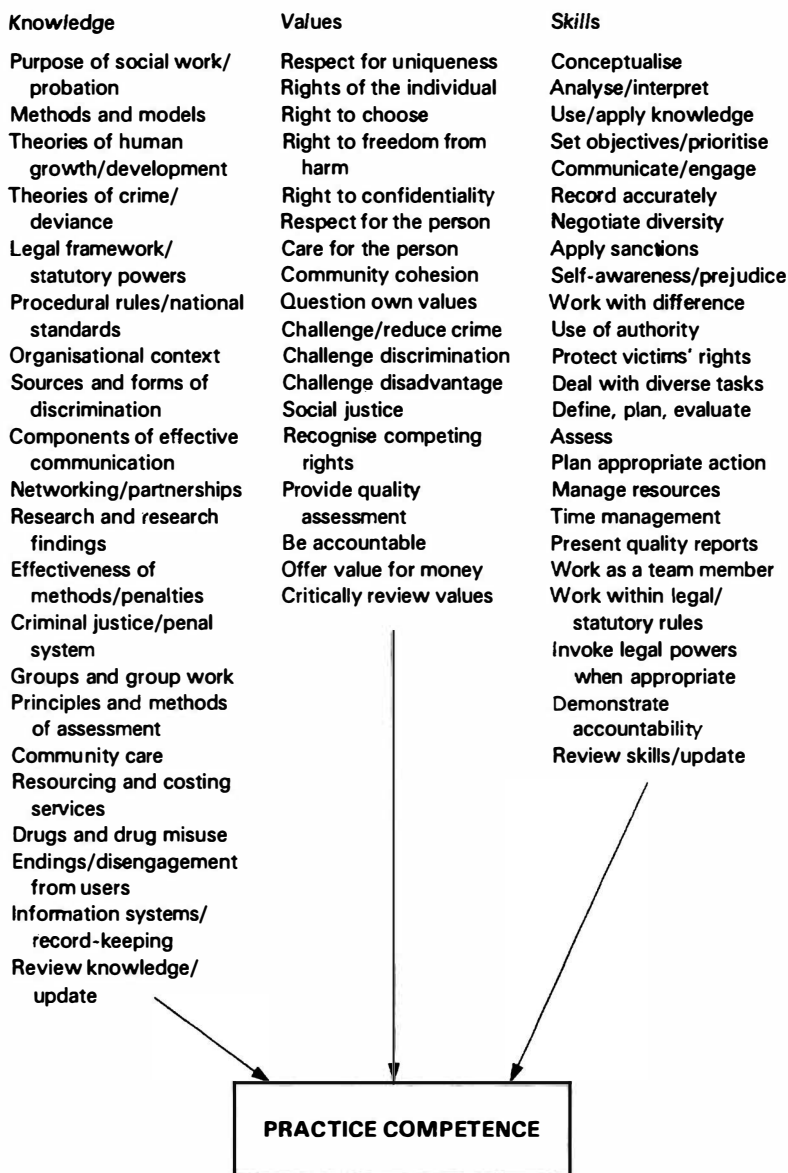 Knowledge
Purpose of social work/
probation
Methods and models
Theories of human
growth/development
Theories of crime/
deviance
Legal framework/
statutory powers
Procedural rules/national
standards
Organisational context
Sources and forms of
discrimination
Components of effective
communication
Networking/partnerships
Research and research
findings
Effectiveness of
methods/penalties
Criminal justice/penal
system
Groups and group work
Principles and methods
of assessment
Community care
Resourcing and costing
services
Drugs and drug misuse
Endings/disengagement
from users
Information systems/
record-keeping
Review knowledge/
update
Values
Respect for uniqueness
Rights of the individual
Right to choose
Right to freedom from
harm
Right to confidentiality
Respect for the person
Care for the person
Community cohesion
Question own values
Challenge/reduce crime
Challenge discrimination
Challenge disadvantage
Social justice
Recognise competing
rights
Provide quality
assessment
Be accountable
Offer value for money
Critically review values
Skills
Conceptualise
Analyse/interpret
Use/apply knowledge
Set objectives/prioritise
Communicate/engage
Record accurately
Negotiate diversity
Apply sanctions
Self-awareness/prejudice
Work with difference
Use of authority
Protect victims' rights
Deal with diverse tasks
Define, plan, evaluate
Assess
Plan appropriate action
Manage resources
Time management
Present quality reports
Work as a team member
Work within legal/
statutory rules
Invoke legal powers
when appropriate
Demonstrate
accountability
Review skills/update
PRACTICE COMPETENCE